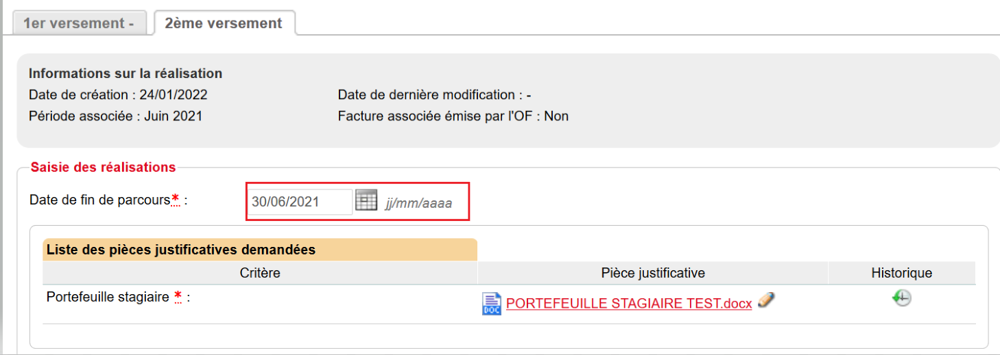 1er versement -
2ème versement
Informations sur la réalisation
Date de création : 24/01/2022
Date de dernière modification : -
Période associée : Juin 2021
Facture associée émise par l'OF : Non
Saisie des réalisations
Date de fin de parcours* :
30/06/2021
jj/mm/aaaa
Liste des pièces justificatives demandées
Critère
Pièce justificative
Historique
Portefeuille stagiaire * :
DOC
PORTEFEUILLE STAGIAIRE TEST.docx